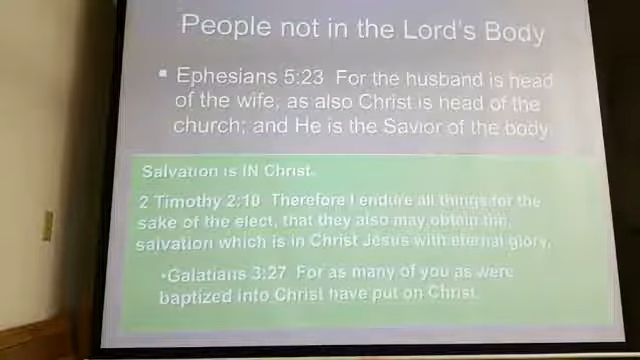 People not in the Lord's Body
▪ Ephesians 5:23 For the husband is head
of the wife, as also Christ is head of the
church; and He is the Savior of the body.
Salvation is IN Christ.
2 Timothy 2:10 Therefore I endure all things for the
sake of the elect, that they also may obtain the
salvation which is in Christ Jesus with eternal glory.
•Galatians 3:27 For as many of you as were
baptized into Christ have put on Christ.